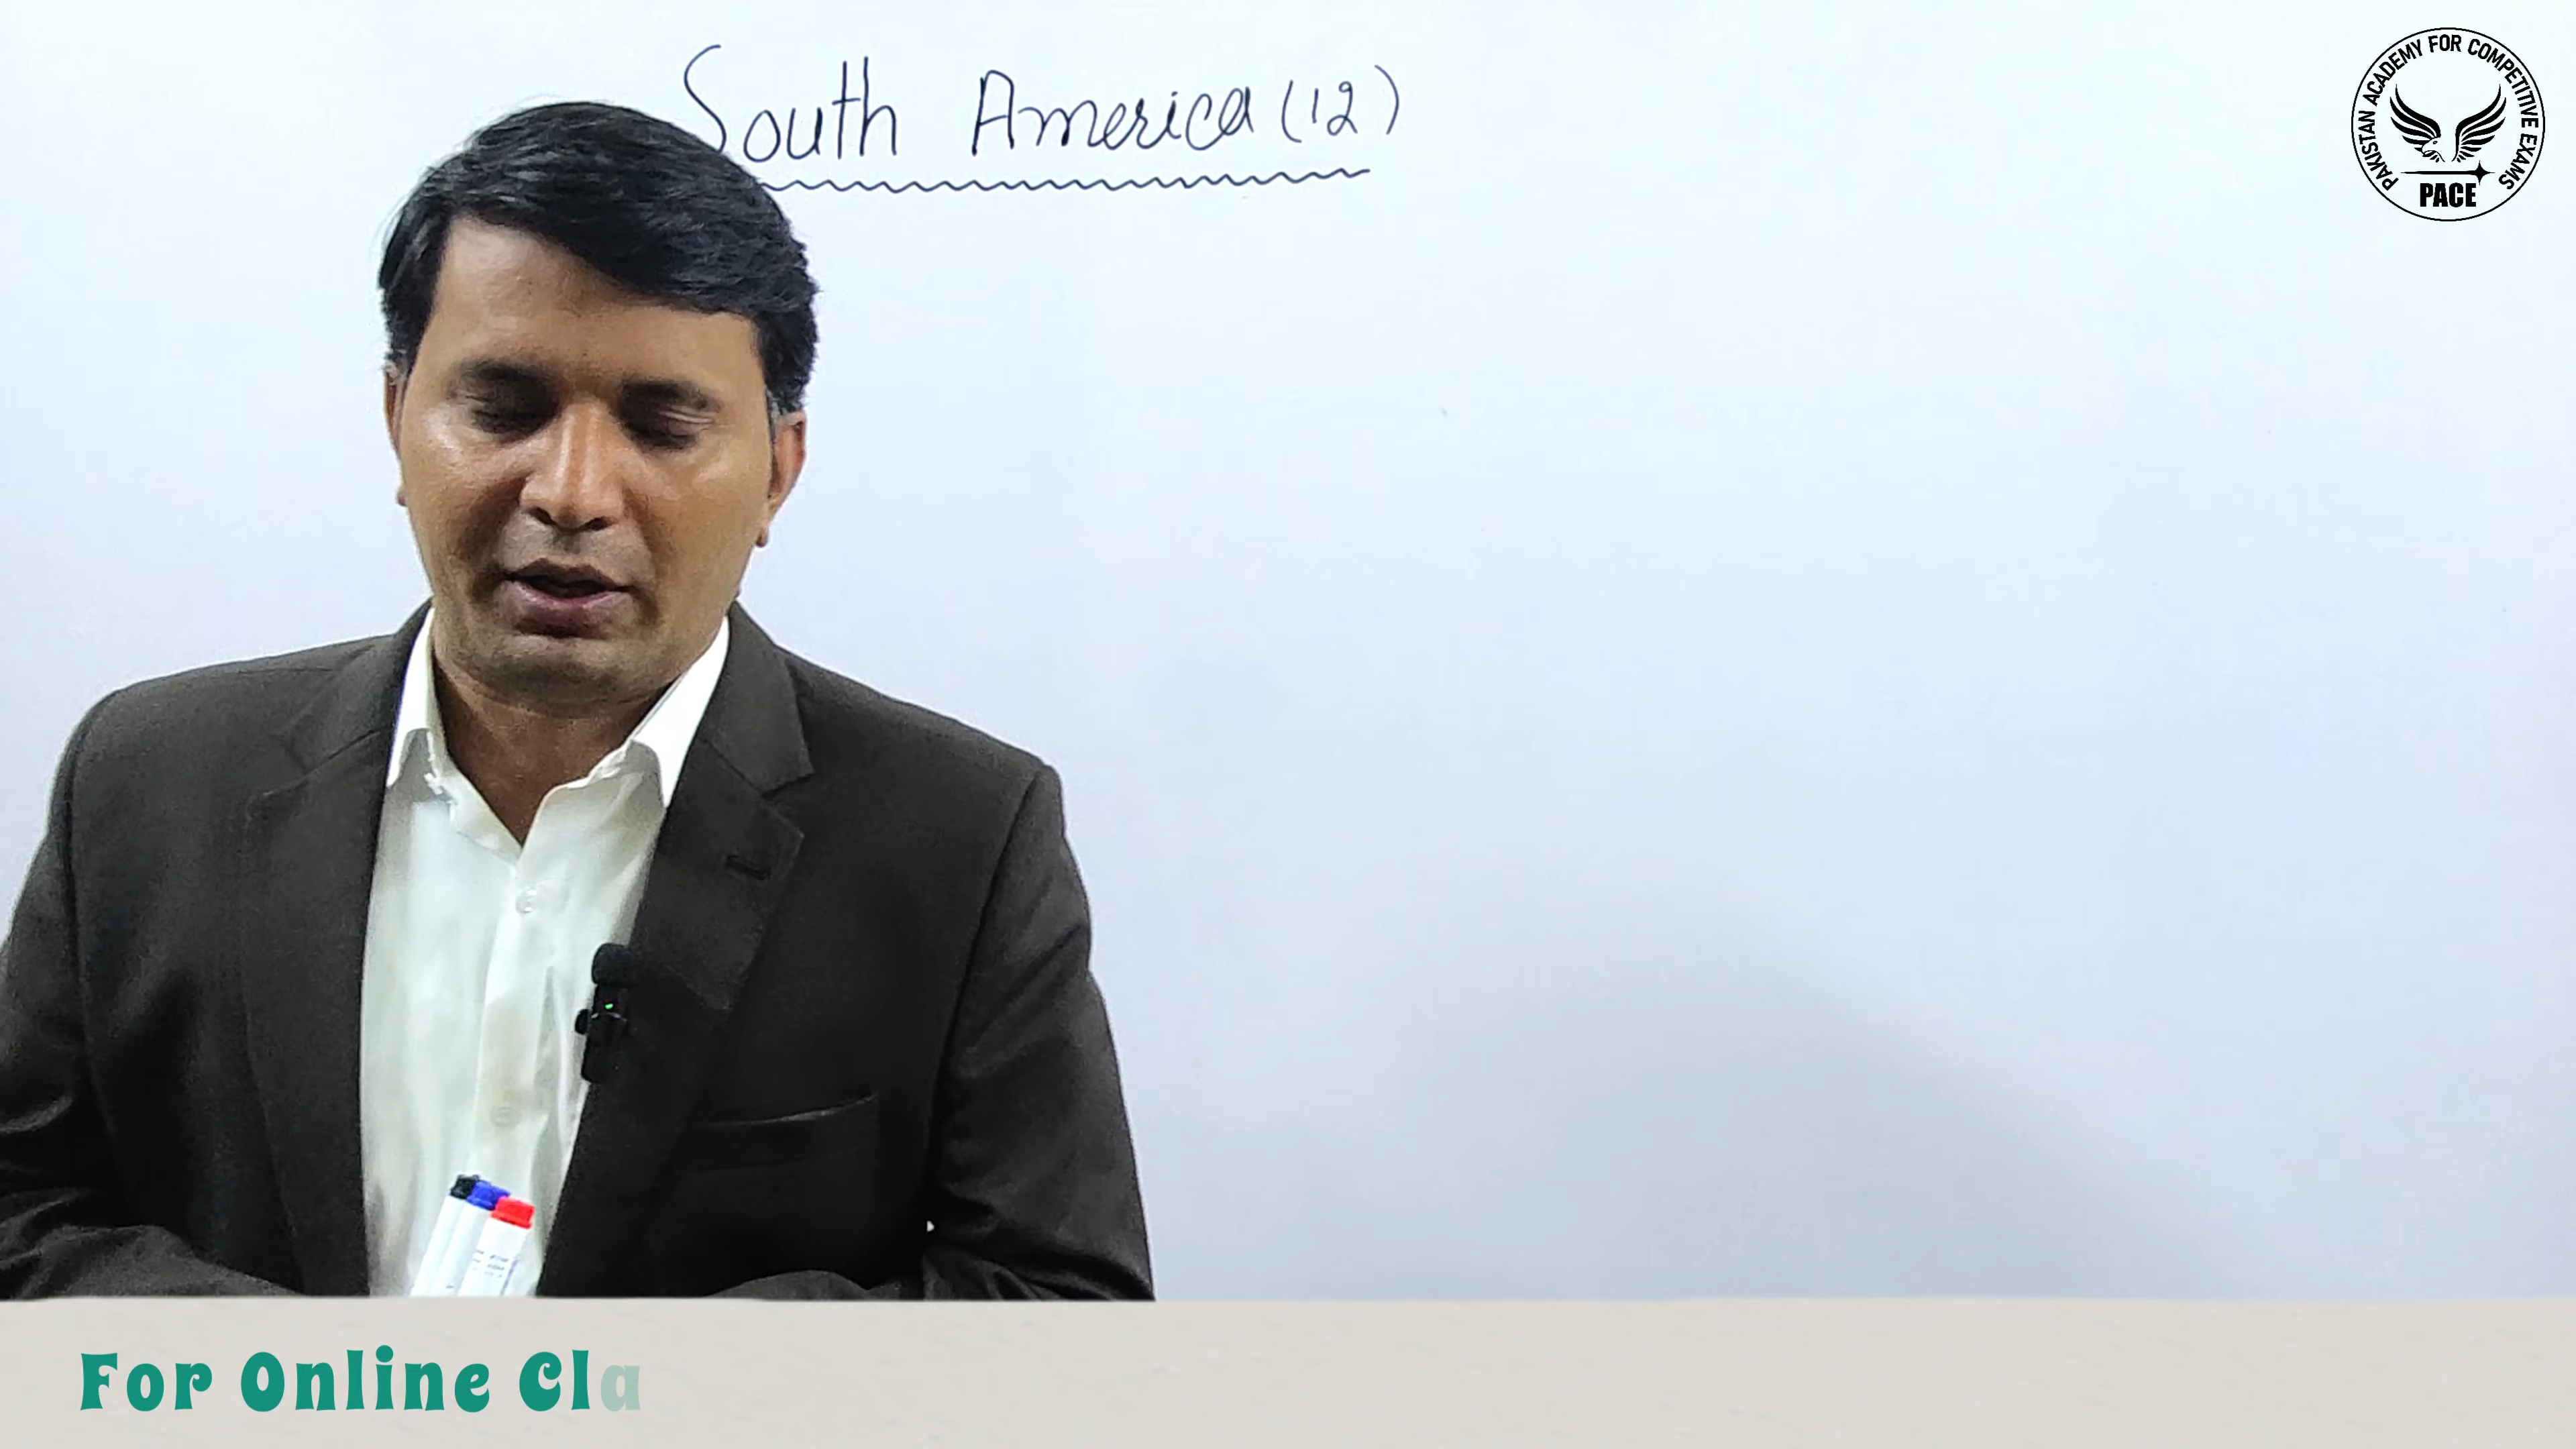 South America (12)
PAKISTAN ACADEMY FOR COMPETITIVE EXAMS
PACE
For Online Cla